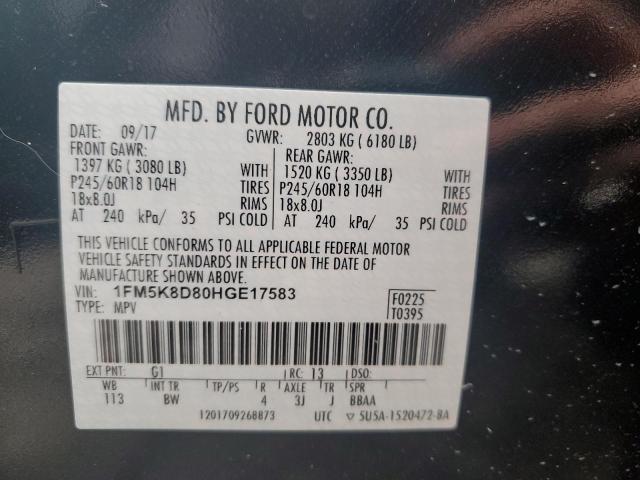 MFD. BY FORD MOTOR CO.
DATE: 09/17 GVWR: 2803 KG ( 6180 LB)
FRONT GAWR: REAR GAWR:
1397 KG ( 3080 LB) WITH 1520 KG ( 3350 LB) WITH
P245/60R18 104H TIRES P245/60R18 104H TIRES
18x8.0J RIMS 18x8.0J RIMS
AT 240 kPa/ 35 PSI COLD AT 240 kPa/ 35 PSI COLD
THIS VEHICLE CONFORMS TO ALL APPLICABLE FEDERAL MOTOR
VEHICLE SAFETY STANDARDS IN EFFECT ON THE DATE OF
MANUFACTURE SHOWN ABOVE.
VIN: 1FM5K8D80HGE17583 F0225
TYPE: MPV T0395
EXT PNT: G1 RC: 13 DSO:
WB INT TR TP/PS R AXLE TR SPR
113 BW 4 3J J BBAA
1201709268873 UTC ▽ 5U5A-1520472-BA